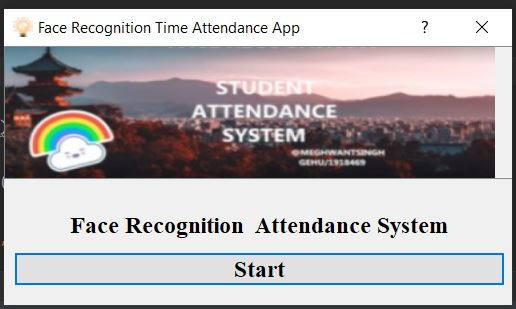 Face Recognition Time Attendance App
?
STUDENT
ATTENDANCE
SYSTEM
@MEGHWANTSINGH
GEHU/1918469
Face Recognition  Attendance System
Start